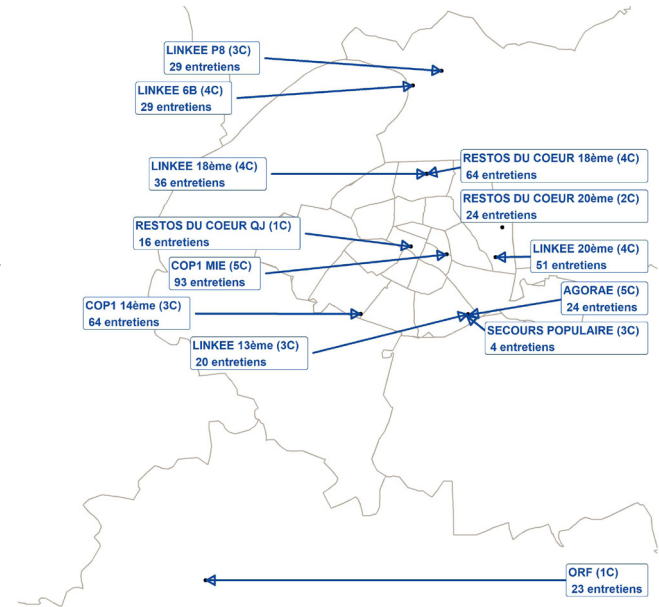 LINKEE P8 (3C)
29 entretiens
LINKEE 6B (4C)
29 entretiens
LINKEE 18ème (4C)
36 entretiens
RESTOS DU COEUR 18ème (4C)
64 entretiens
RESTOS DU COEUR 20ème (2C)
24 entretiens
RESTOS DU COEUR QJ (1C)
16 entretiens
LINKEE 20ème (4C)
51 entretiens
COP1 MIE (5C)
93 entretiens
AGORAE (5C)
24 entretiens
COP1 14ème (3C)
64 entretiens
SECOURS POPULAIRE (3C)
4 entretiens
LINKEE 13ème (3C)
20 entretiens
ORF (1C)
23 entretiens